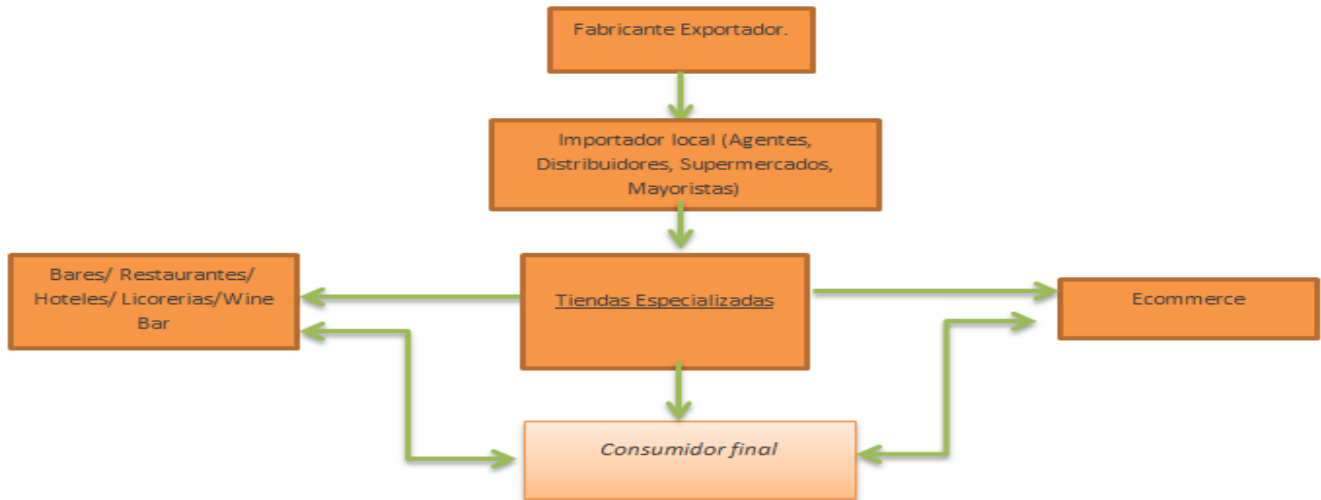 Fabricante Exportador.
Importador local (Agentes,
Distribuidores, Supermercados,
Mayoristas)
Bares/ Restaurantes/
Hoteles/ Licorerias/Wine
Bar
Tiendas Especializadas
Ecommerce
Consumidor final